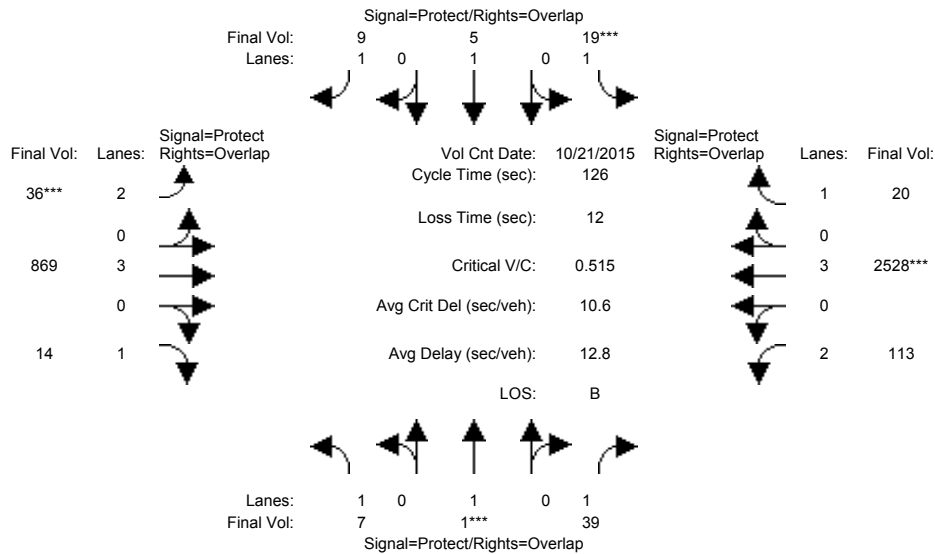 Signal=Protect/Rights=Overlap
Final Vol: 9 5 19***
Lanes: 1 0 1 0 1
Signal=Protect
Final Vol: Lanes: Rights=Overlap
Vol Cnt Date: 10/21/2015
Signal=Protect
Rights=Overlap Lanes: Final Vol:
Cycle Time (sec): 126
36*** 2
1 20
Loss Time (sec): 12
0
0
869 3
Critical V/C: 0.515
3 2528***
0
Avg Crit Del (sec/veh): 10.6
0
14 1
Avg Delay (sec/veh): 12.8
2 113
LOS: B
Lanes: 1 0 1 0 1
Final Vol: 7 1*** 39
Signal=Protect/Rights=Overlap